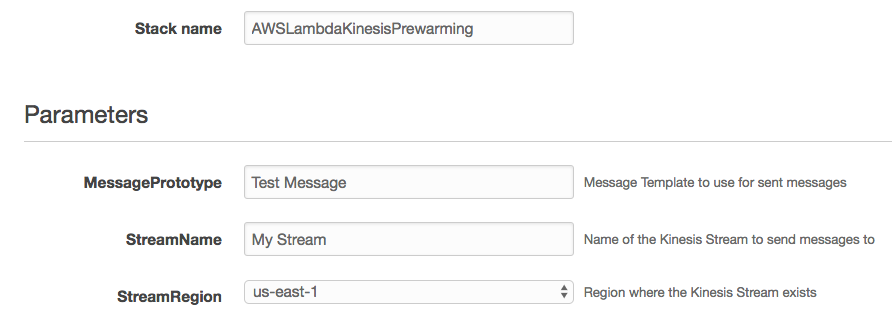 Stack name AWSLambdaKinesisPrewarming
Parameters
MessagePrototype Test Message Message Template to use for sent messages
StreamName My Stream Name of the Kinesis Stream to send messages to
StreamRegion us-east-1 Region where the Kinesis Stream exists